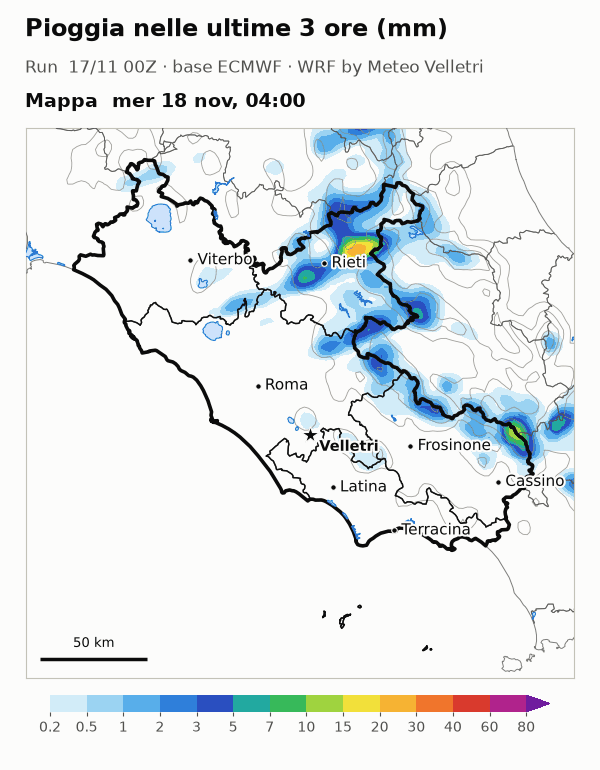 Pioggia nelle ultime 3 ore (mm)
Run  17/11 00Z · base ECMWF · WRF by Meteo Velletri
Mappa  mer 18 nov, 04:00
Viterbo
Rieti
Roma
Velletri
Frosinone
Latina
Cassino
Terracina
50 km
0.2 0.5 1 2 3 5 7 10 15 20 30 40 60 80